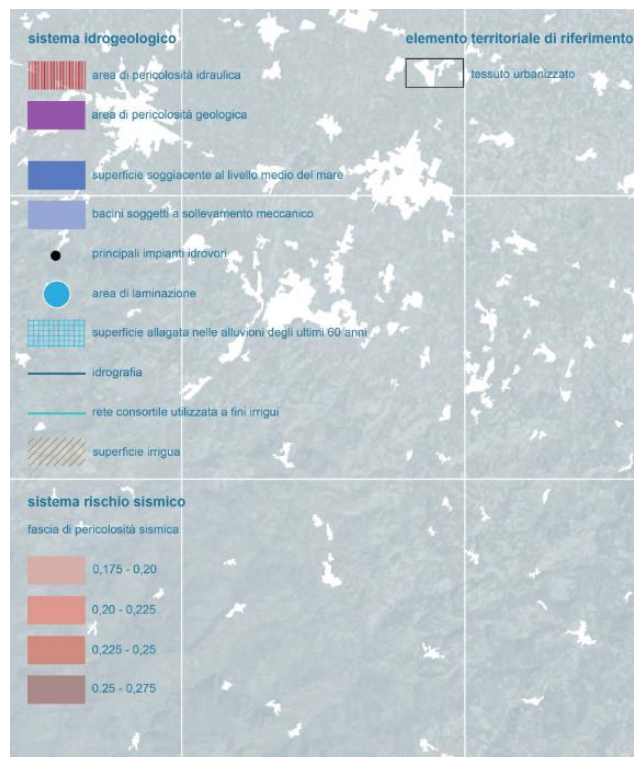 sistema idrogeologico
area di pericolosità idraulica
area di pericolosità geologica
superficie soggiacente al livello medio del mare
bacini soggetti a sollevamento meccanico
principali impianti idrovori
area di laminazione
superficie allagata nelle alluvioni degli ultimi 60 anni
idrografia
rete consortile utilizzata a fini irrigui
superficie irrigua
sistema rischio sismico
fascia di pericolosità sismica
0,175 - 0,20
0,20 - 0,225
0,225 - 0,25
0.25 - 0,275
elemento territoriale di riferimento
tessuto urbanizzato